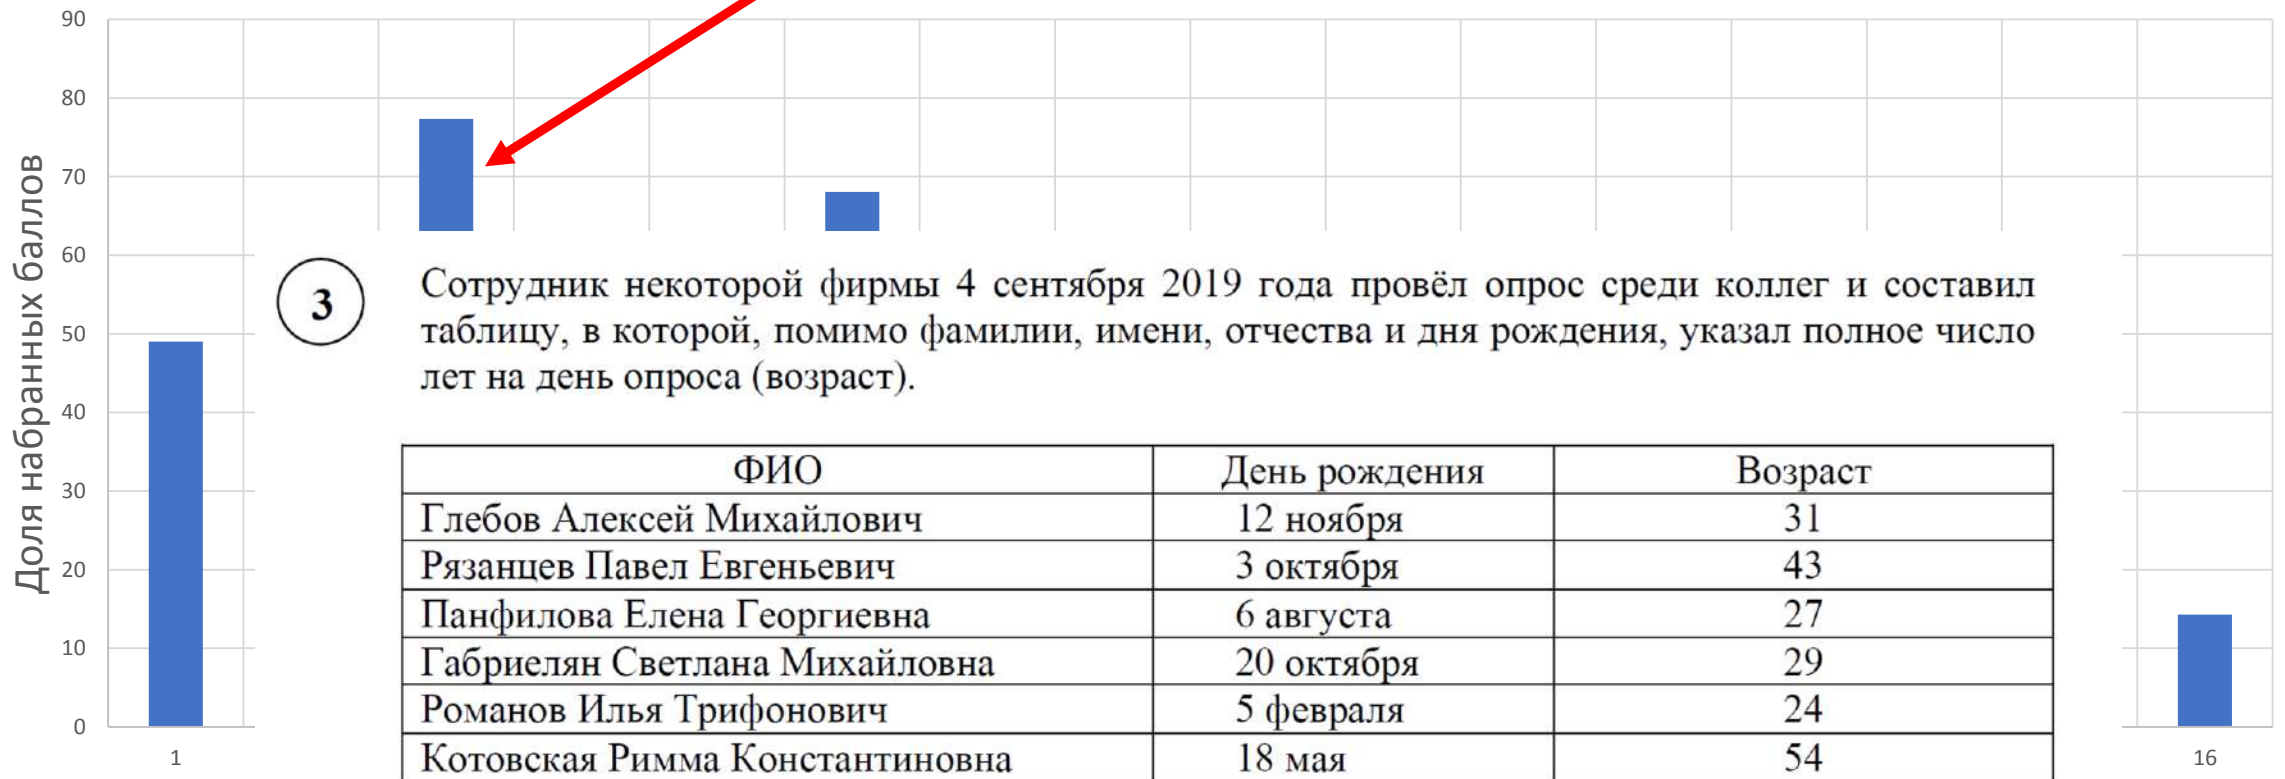 Доля набранных баллов
90
80
70
60
50
40
30
20
10
0
1
16
3
Сотрудник некоторой фирмы 4 сентября 2019 года провёл опрос среди коллег и составил
таблицу, в которой, помимо фамилии, имени, отчества и дня рождения, указал полное число
лет на день опроса (возраст).
ФИО День рождения Возраст
Глебов Алексей Михайлович 12 ноября 31
Рязанцев Павел Евгеньевич 3 октября 43
Панфилова Елена Георгиевна 6 августа 27
Габриелян Светлана Михайловна 20 октября 29
Романов Илья Трифонович 5 февраля 24
Котовская Римма Константиновна 18 мая 54